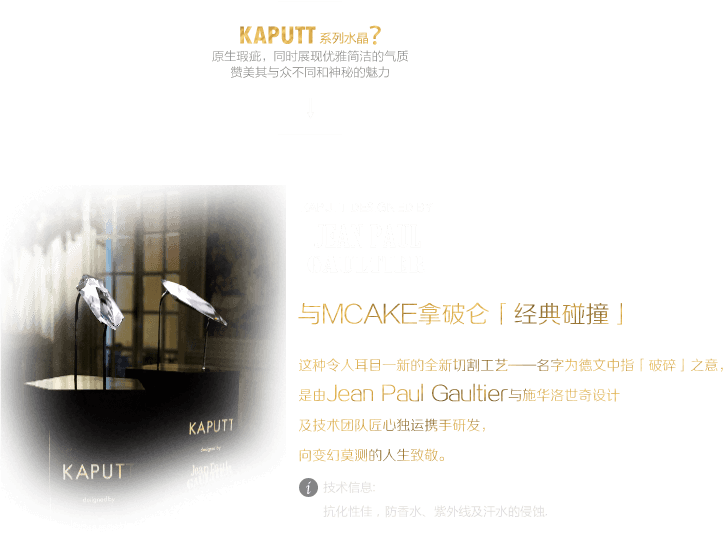 KAPUTT 系列水晶?
原生瑕疵，同时展现优雅简洁的气质
赞美其与众不同和神秘的魅力
与MCAKE拿破仑「经典碰撞」
这种令人耳目一新的全新切割工艺——名字为德文中指「破碎」之意，
是由Jean Paul Gaultier与施华洛世奇设计
及技术团队匠心独运携手研发，
向变幻莫测的人生致敬。
i 技术信息:
抗化性佳，防香水、紫外线及汗水的侵蚀.
KAPUTT
designed by
KAPUTT
designed by